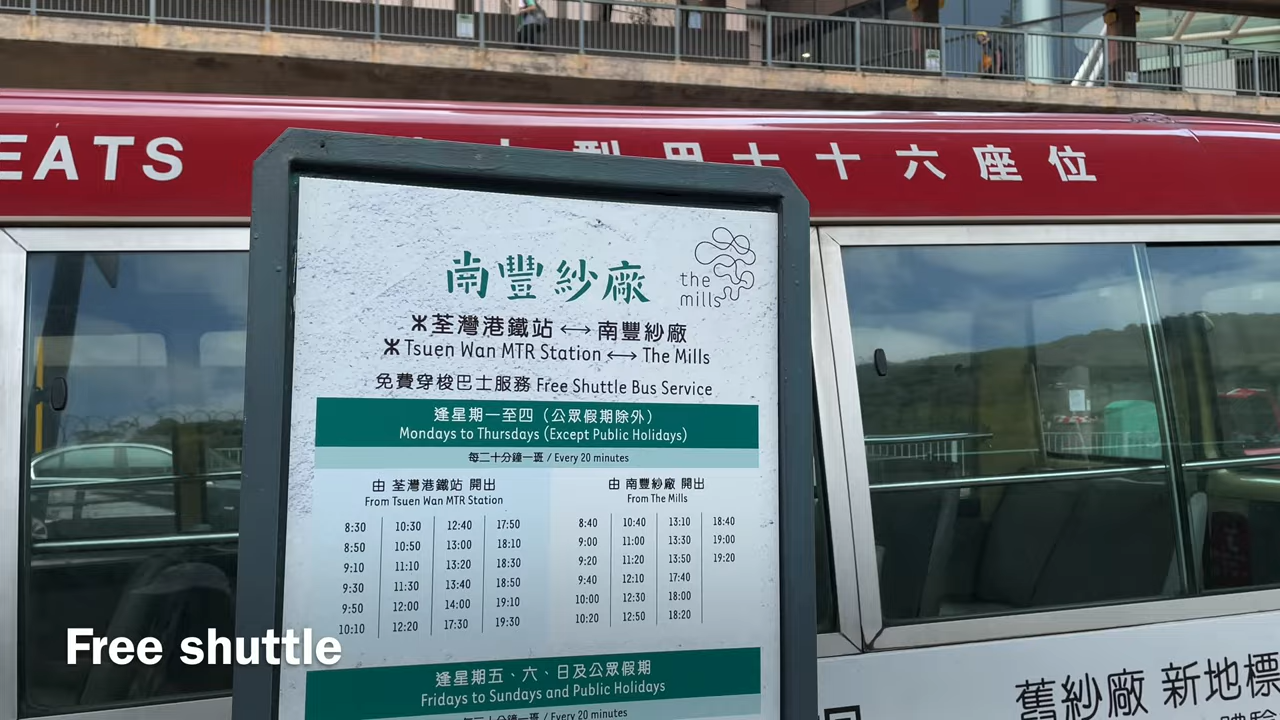 EATS
十六座位
南豐紗廠
the
mills
荃灣港鐵站 ⟷ 南豐紗廠
Tsuen Wan MTR Station ⟷ The Mills
免費穿梭巴士服務 Free Shuttle Bus Service
逢星期一至四（公眾假期除外）
Mondays to Thursdays (Except Public Holidays)
每二十分鐘一班 / Every 20 minutes
由 荃灣港鐵站 開出
From Tsuen Wan MTR Station
8:30 10:30 12:40 17:50
8:50 10:50 13:00 18:10
9:10 11:10 13:20 18:30
9:30 11:30 13:40 18:50
9:50 12:00 14:00 19:10
10:10 12:20 17:30 19:30
由 南豐紗廠 開出
From The Mills
8:40 10:40 13:10 18:40
9:00 11:00 13:30 19:00
9:20 11:20 13:50 19:20
9:40 12:10 17:40
10:00 12:30 18:00
10:20 12:50 18:20
逢星期五、六、日及公眾假期
Fridays to Sundays and Public Holidays
每二十分鐘一班 / Every 20 minutes
舊紗廠 新地標
Free shuttle